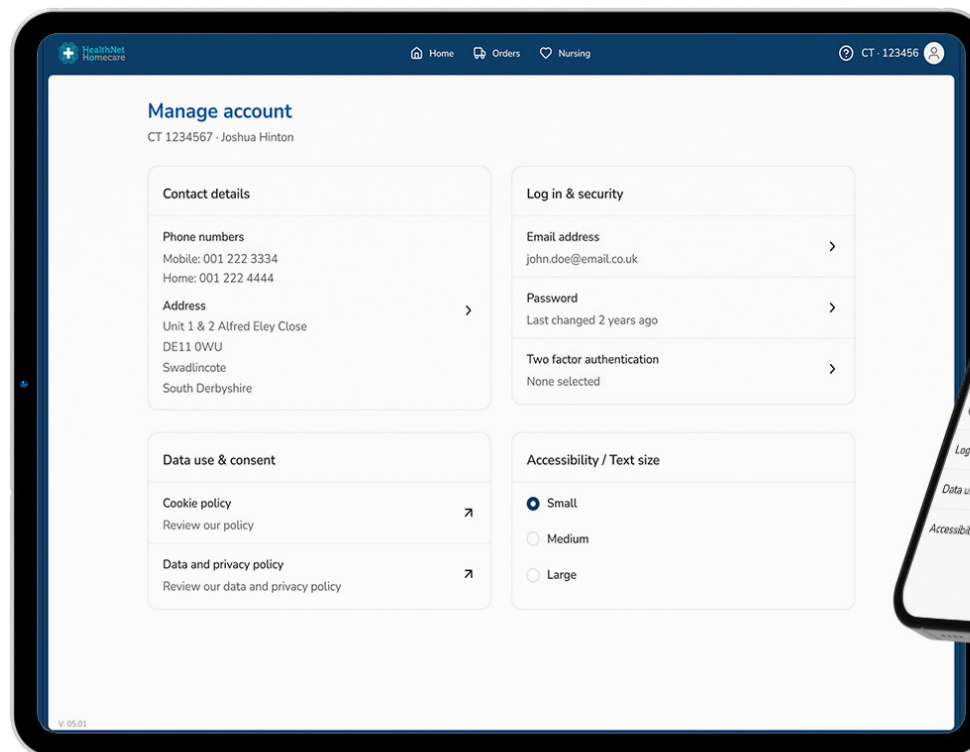 HealthNet
Homecare
Home
Orders
Nursing
CT - 123456
Manage account
CT 1234567 · Joshua Hinton
Contact details
Phone numbers
Mobile: 001 222 3334
Home: 001 222 4444
Address
Unit 1 & 2 Alfred Eley Close
DE11 0WU
Swadlincote
South Derbyshire
Log in & security
Email address
john.doe@email.co.uk
Password
Last changed 2 years ago
Two factor authentication
None selected
Data use & consent
Cookie policy
Review our policy
Data and privacy policy
Review our data and privacy policy
Accessibility / Text size
Small
Medium
Large
V. 05.01
Log
Data u
Accessibil